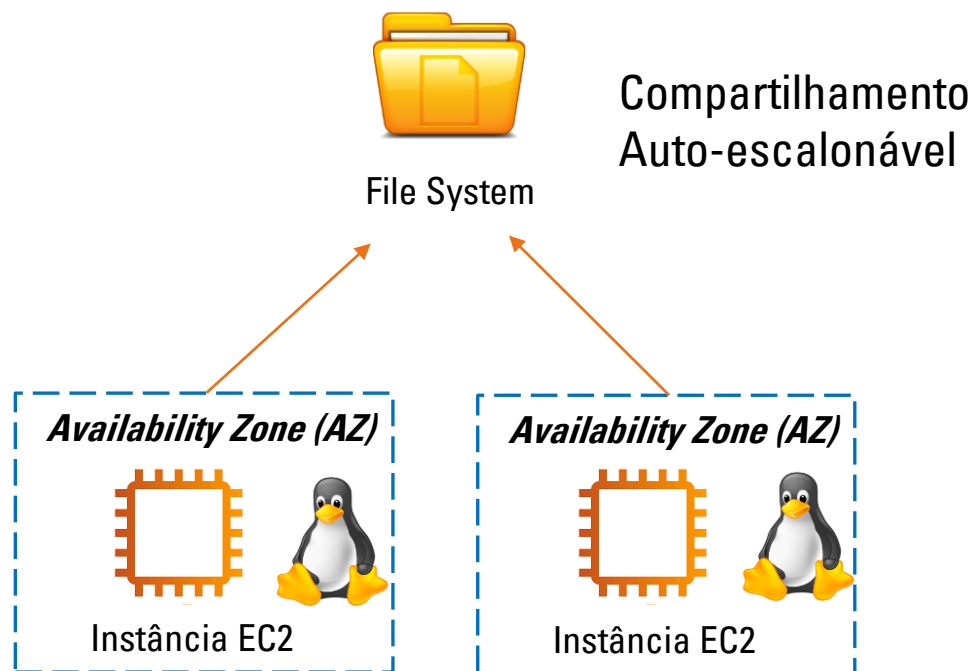 Compartilhamento
Auto-escalonável
File System
Availability Zone (AZ)
Instância EC2
Availability Zone (AZ)
Instância EC2